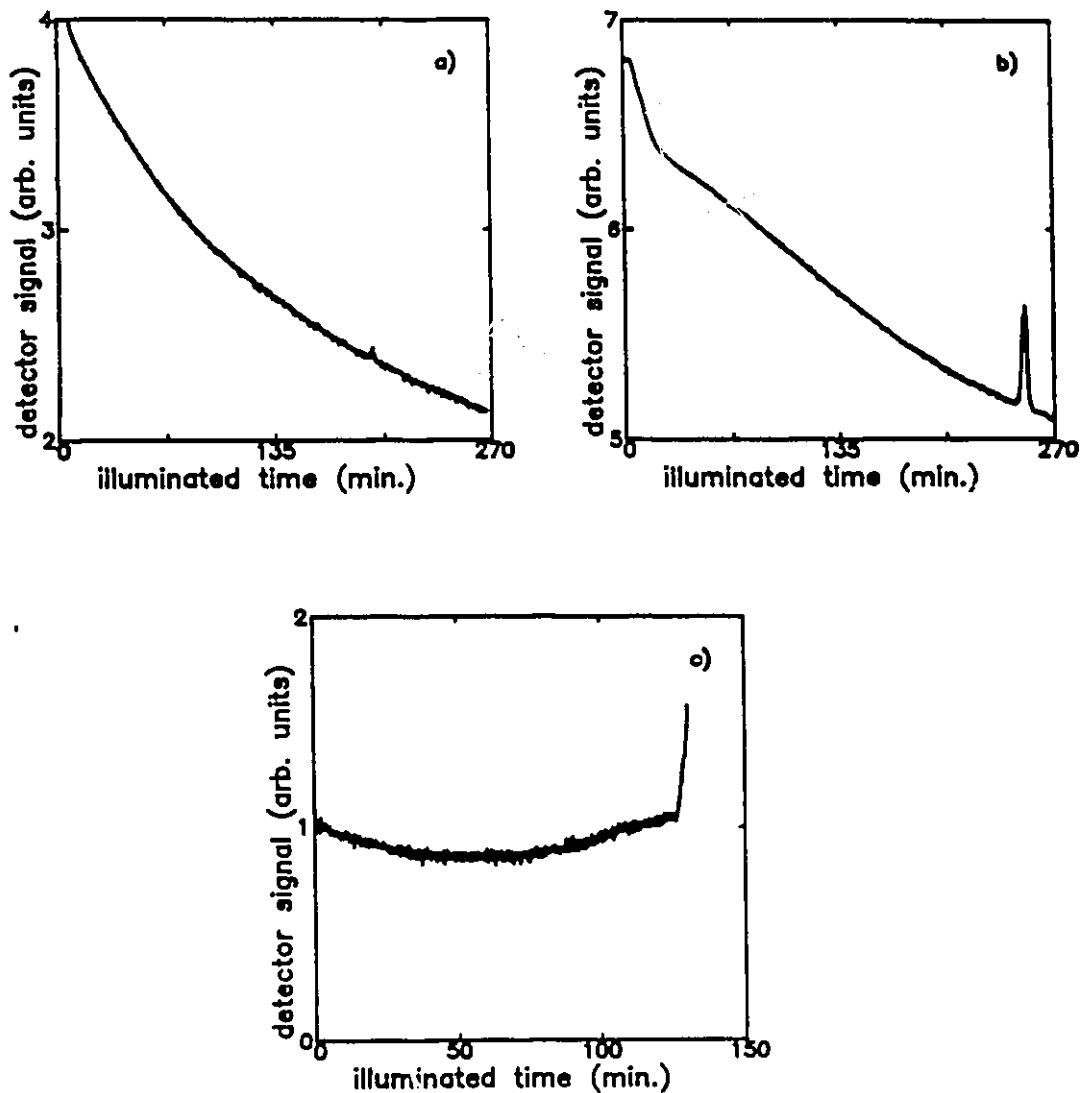 4
a)
detector signal (arb. units)
3
2
0
135
270
illuminated time (min.)
7
b)
detector signal (arb. units)
6
5
0
135
270
illuminated time (min.)
2
c)
detector signal (arb. units)
1
0
0
50
100
150
illuminated time (min.)